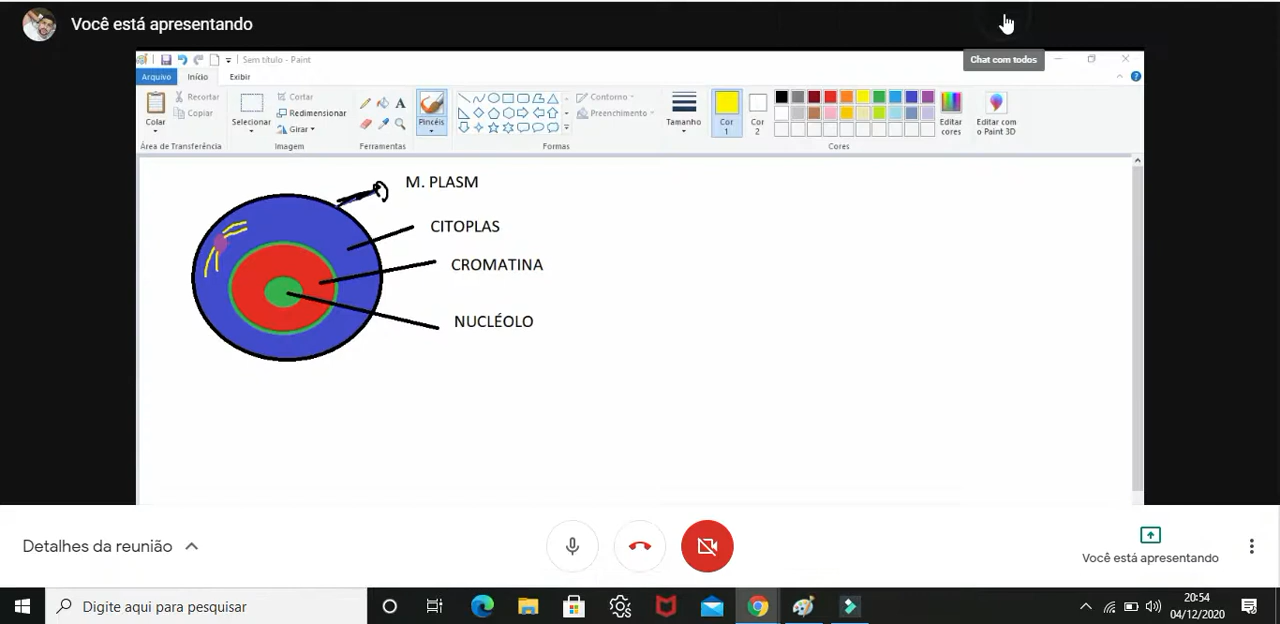 Você está apresentando
Sem título - Paint
Chat com todos
Arquivo Início Exibir
Colar
Recortar
Copiar
Área de Transferência
Selecionar
Cortar
Redimensionar
Girar
Imagem
A
Ferramentas
Pincéis
Contorno
Preenchimento
Formas
Tamanho
Cor 1
Cor 2
Editar cores
Editar com o Paint 3D
Cores
M. PLASM
CITOPLAS
CROMATINA
NUCLÉOLO
Detalhes da reunião
Você está apresentando
Digite aqui para pesquisar
20:54
04/12/2020